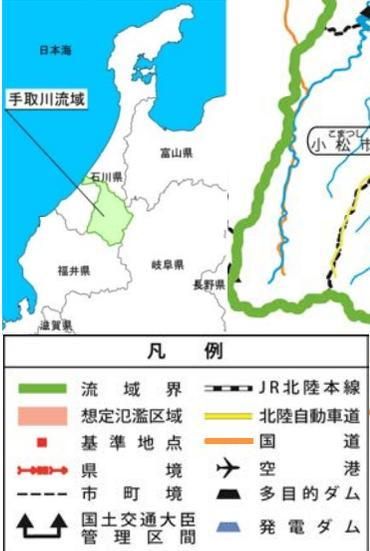 日本海
手取川流域
富山県
石川県
福井県
岐阜県
長野県
滋賀県
こまつし
小松市
凡 例
流域界
想定氾濫区域
基準地点
県境
市町境
国土交通大臣
管理区間
JR北陸本線
北陸自動車道
国道
空港
多目的ダム
発電ダム